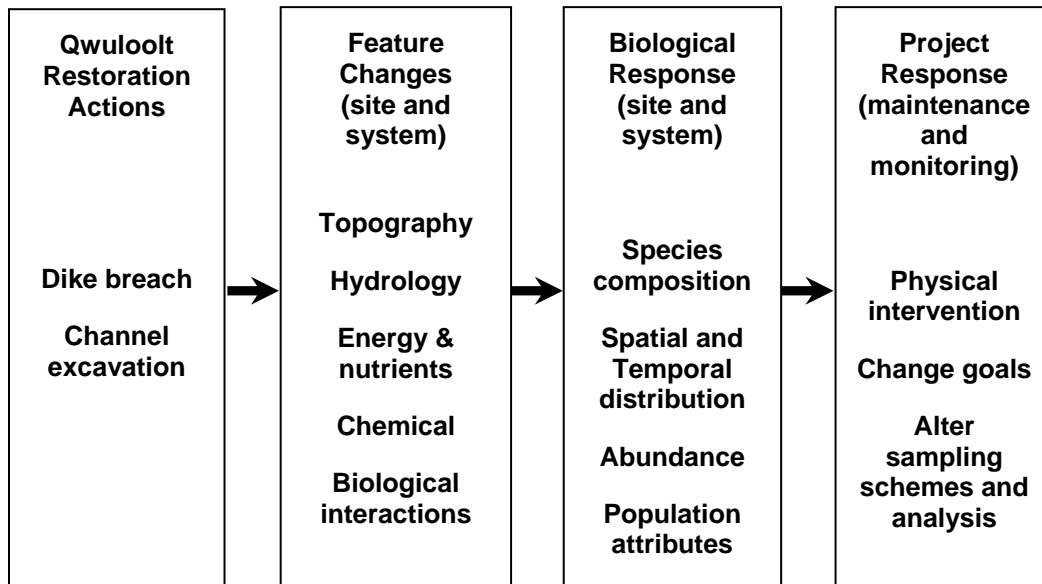 Qwuloolt
Restoration
Actions
Dike breach
Channel
excavation
Feature
Changes
(site and
system)
Topography
Hydrology
Energy &
nutrients
Chemical
Biological
interactions
Biological
Response
(site and
system)
Species
composition
Spatial and
Temporal
distribution
Abundance
Population
attributes
Project
Response
(maintenance
and
monitoring)
Physical
intervention
Change goals
Alter
sampling
schemes and
analysis